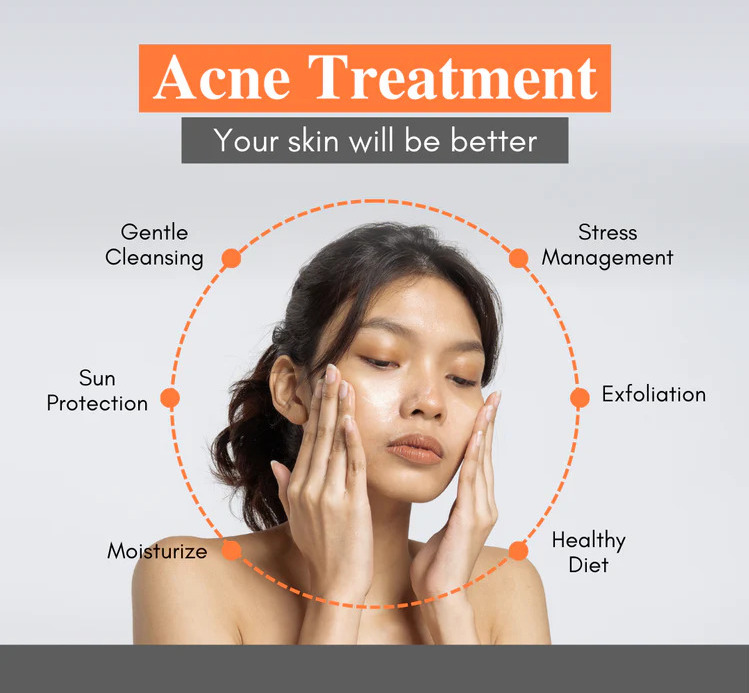 Acne Treatment
Your skin will be better
Gentle
Cleansing
Stress
Management
Sun
Protection
Exfoliation
Moisturize
Healthy
Diet